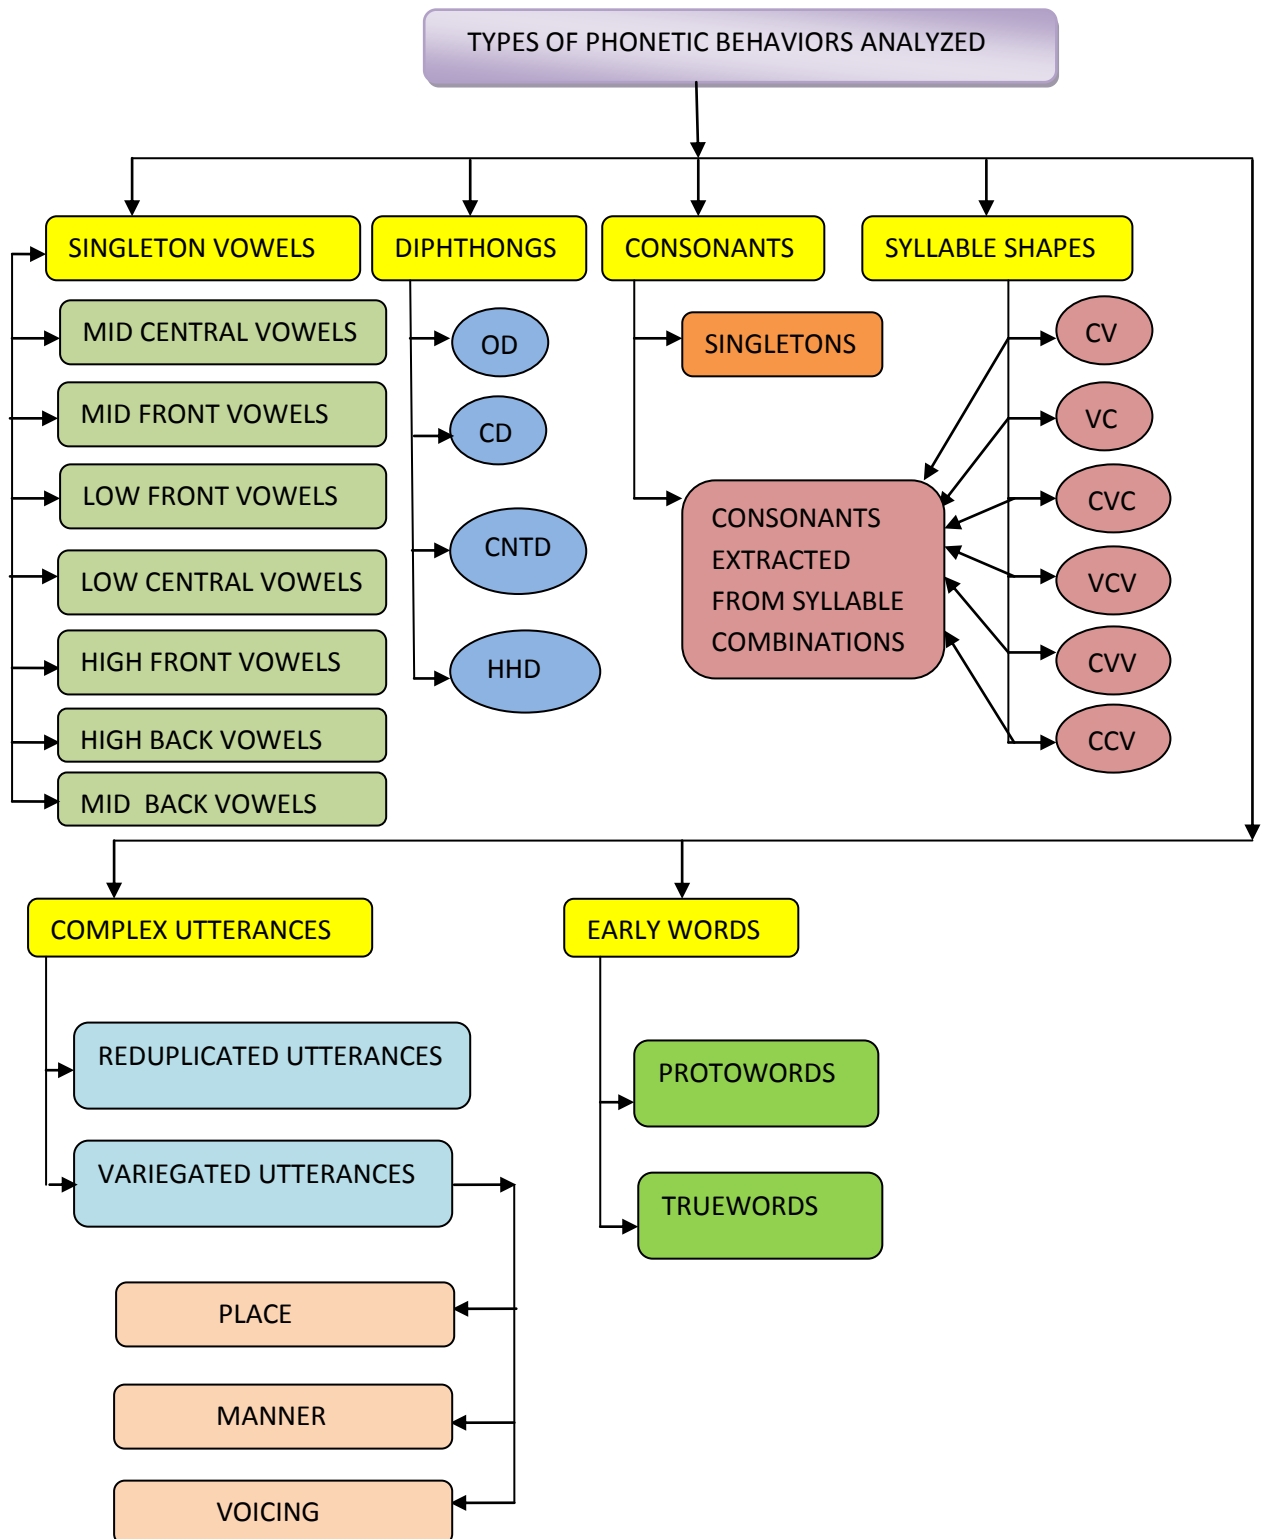 TYPES OF PHONETIC BEHAVIORS ANALYZED
SINGLETON VOWELS
MID CENTRAL VOWELS
MID FRONT VOWELS
LOW FRONT VOWELS
LOW CENTRAL VOWELS
HIGH FRONT VOWELS
HIGH BACK VOWELS
MID BACK VOWELS
DIPHTHONGS
OD
CD
CNTD
HHD
CONSONANTS
SINGLETONS
CONSONANTS
EXTRACTED
FROM SYLLABLE
COMBINATIONS
SYLLABLE SHAPES
CV
VC
CVC
VCV
CVV
CCV
COMPLEX UTTERANCES
REDUPLICATED UTTERANCES
VARIEGATED UTTERANCES
PLACE
MANNER
VOICING
EARLY WORDS
PROTOWORDS
TRUEWORDS